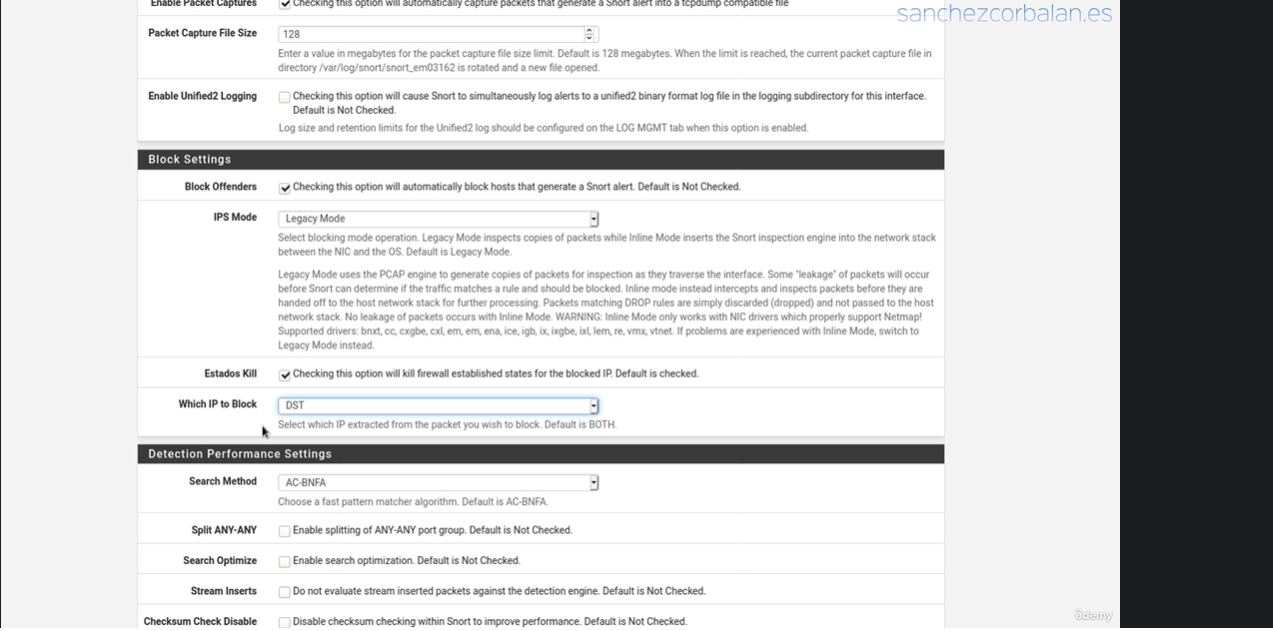 Enable Packet Captures Checking this option will automatically capture packets that generate a Snort alert into a tcpdump compatible file
sanchezcorbalan.es
Packet Capture File Size 128
Enter a value in megabytes for the packet capture file size limit. Default is 128 megabytes. When the limit is reached, the current packet capture file in
directory /var/log/snort/snort_em03162 is rotated and a new file opened.
Enable Unified2 Logging Checking this option will cause Snort to simultaneously log alerts to a unified2 binary format log file in the logging subdirectory for this interface.
Default is Not Checked.
Log size and retention limits for the Unified2 log should be configured on the LOG MGMT tab when this option is enabled.
Block Settings
Block Offenders Checking this option will automatically block hosts that generate a Snort alert. Default is Not Checked.
IPS Mode Legacy Mode
Select blocking mode operation. Legacy Mode inspects copies of packets while Inline Mode inserts the Snort inspection engine into the network stack
between the NIC and the OS. Default is Legacy Mode.
Legacy Mode uses the PCAP engine to generate copies of packets for inspection as they traverse the interface. Some "leakage" of packets will occur
before Snort can determine if the traffic matches a rule and should be blocked. Inline mode instead intercepts and inspects packets before they are
handed off to the host network stack for further processing. Packets matching DROP rules are simply discarded (dropped) and not passed to the host
network stack. No leakage of packets occurs with Inline Mode. WARNING: Inline Mode only works with NIC drivers which properly support Netmap!
Supported drivers: bnxt, cc, cxgbe, cxl, em, em, ena, ice, igb, ix, ixgbe, ixl, lem, re, vmx, vtnet. If problems are experienced with Inline Mode, switch to
Legacy Mode instead.
Estados Kill Checking this option will kill firewall established states for the blocked IP. Default is checked.
Which IP to Block DST
Select which IP extracted from the packet you wish to block. Default is BOTH.
Detection Performance Settings
Search Method AC-BNFA
Choose a fast pattern matcher algorithm. Default is AC-BNFA.
Split ANY-ANY Enable splitting of ANY-ANY port group. Default is Not Checked.
Search Optimize Enable search optimization. Default is Not Checked.
Stream Inserts Do not evaluate stream inserted packets against the detection engine. Default is Not Checked.
Checksum Check Disable Disable checksum checking within Snort to improve performance. Default is Not Checked.
ûdemy